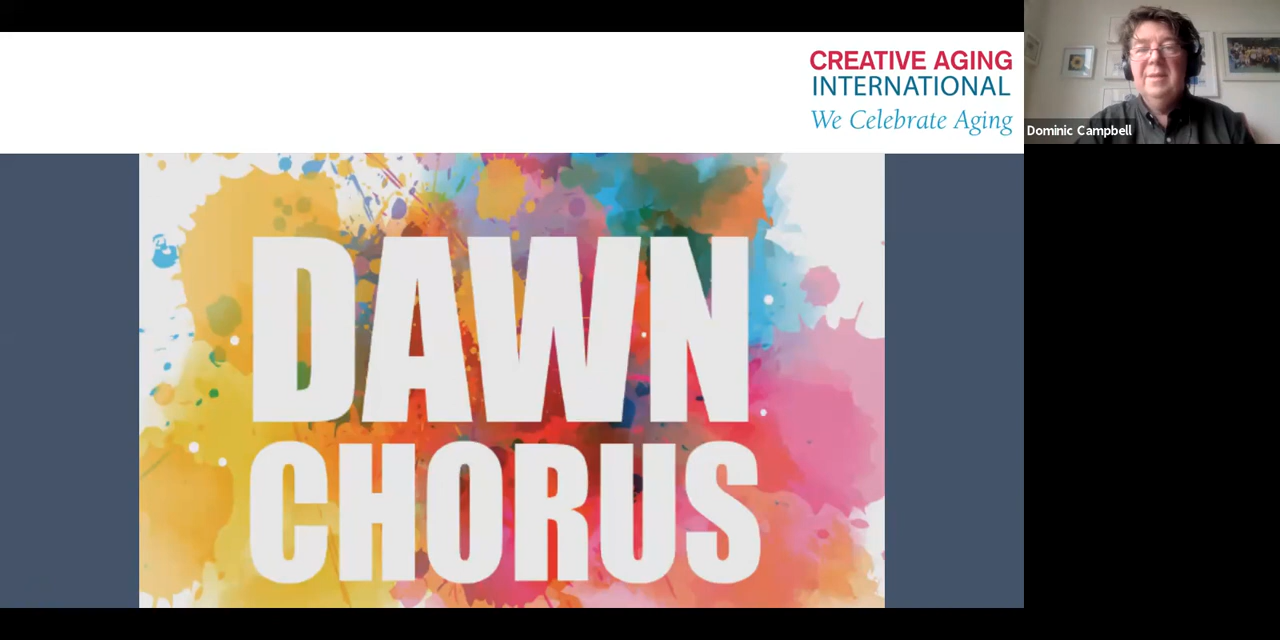 CREATIVE AGING
INTERNATIONAL
We Celebrate Aging
Dominic Campbell
DAWN
CHORUS